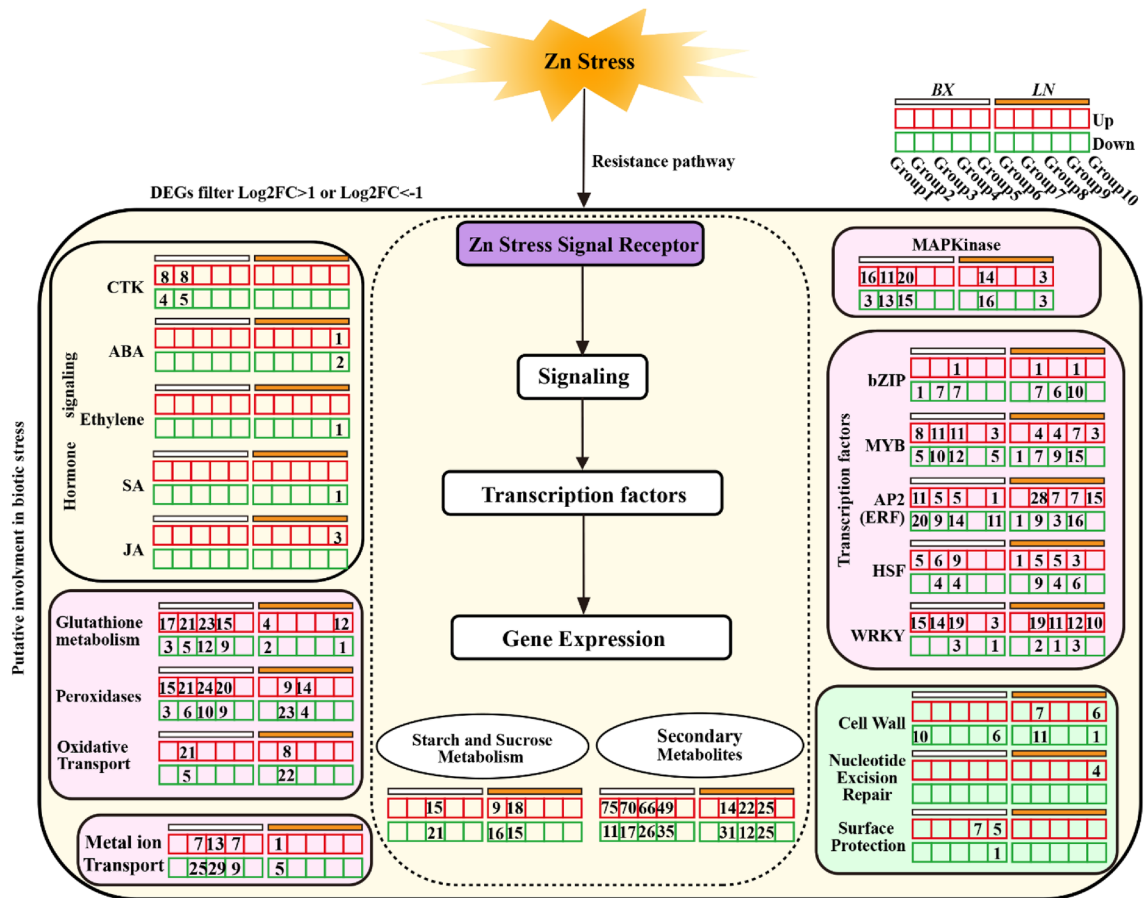 Zn Stress
BX LN
Up
Down
Group1 Group2 Group3 Group4 Group5 Group6 Group7 Group8 Group9 Group10
Resistance pathway
DEGs filter Log2FC>1 or Log2FC<-1
Putative involvment in biotic stress
Hormone signaling
CTK
8 8
4 5
ABA
1
2
Ethylene
1
SA
1
JA
3
Glutathione
metabolism
17 21 23 15 4 12
3 5 12 9 2 1
Peroxidases
15 21 24 20 9 14
3 6 10 9 23 4
Oxidative
Transport
21 8
5 22
Metal ion
Transport
7 13 7 1
25 29 9 5
Zn Stress Signal Receptor
Signaling
Transcription factors
Gene Expression
Starch and Sucrose
Metabolism
15 9 18
21 16 15
Secondary
Metabolites
75 70 66 49 14 22 25
11 17 26 35 31 12 25
MAPKinase
16 11 20 14 3
3 13 15 16 3
Transcription factors
bZIP
1 1 1
1 7 7 7 6 10
MYB
8 11 11 3 4 4 7 3
5 10 12 5 1 7 9 15
AP2
(ERF)
11 5 5 1 28 7 7 15
20 9 14 11 1 9 3 16
HSF
5 6 9 1 5 5 3
4 4 9 4 6
WRKY
15 14 19 3 19 11 12 10
3 1 2 1 3
Cell Wall
7 6
10 6 11 1
Nucleotide
Excision
Repair
4
Surface
Protection
7 5
1